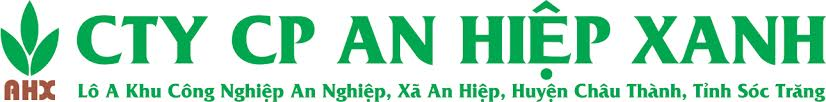 CTY CP AN HIỆP XANH
AHX
Lô A Khu Công Nghiệp An Nghiệp, Xã An Hiệp, Huyện Châu Thành, Tỉnh Sóc Trăng